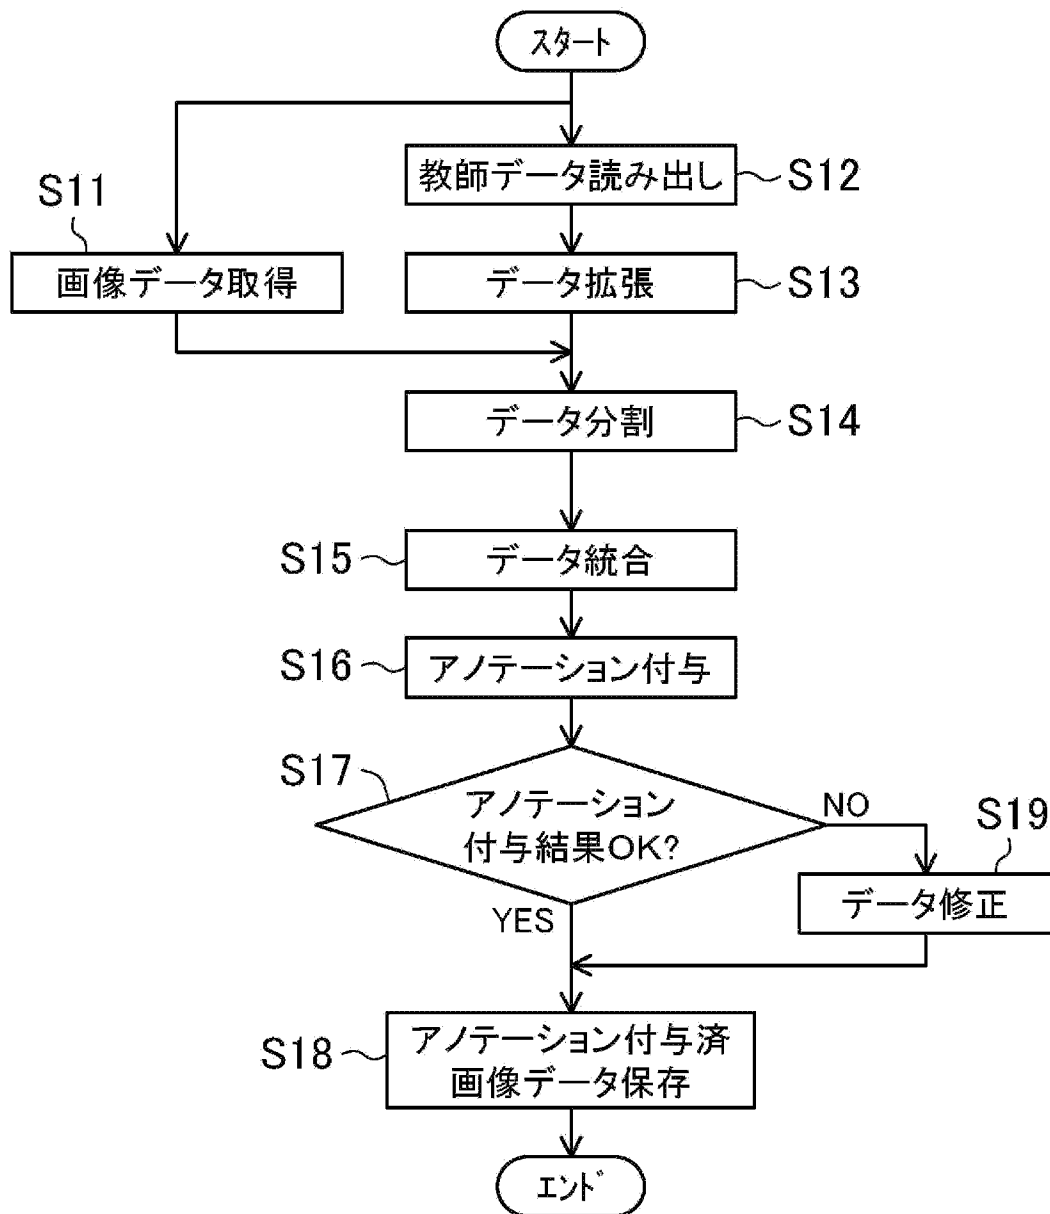 スタート
教師データ読み出し
S12
S11
画像データ取得
データ拡張
S13
データ分割
S14
S15
データ統合
S16
アノテーション付与
S17
アノテーション
付与結果OK?
NO
S19
データ修正
YES
S18
アノテーション付与済
画像データ保存
エンド